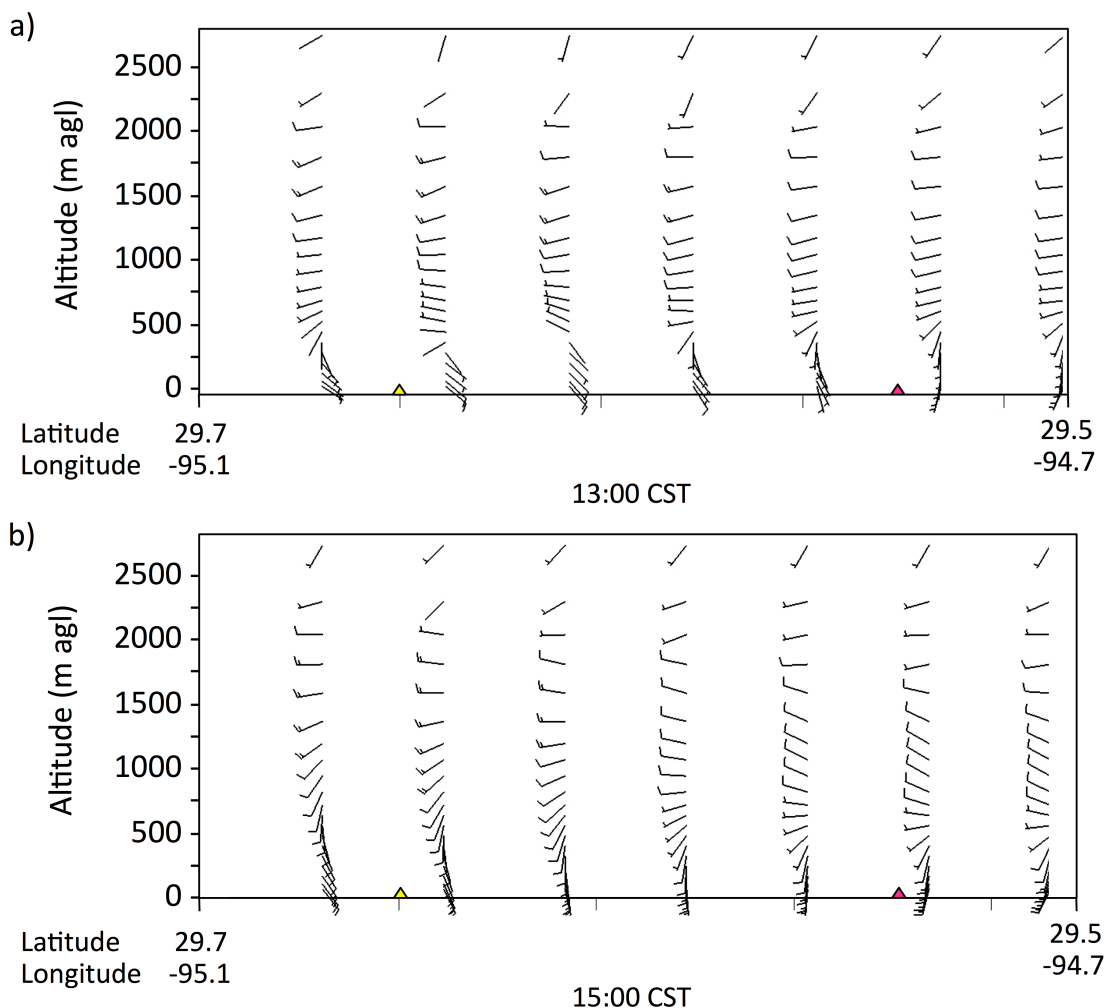 a)
Altitude (m agl)
2500
2000
1500
1000
500
0
Latitude 29.7 29.5
Longitude -95.1 -94.7
13:00 CST
b)
Altitude (m agl)
2500
2000
1500
1000
500
0
Latitude 29.7 29.5
Longitude -95.1 -94.7
15:00 CST